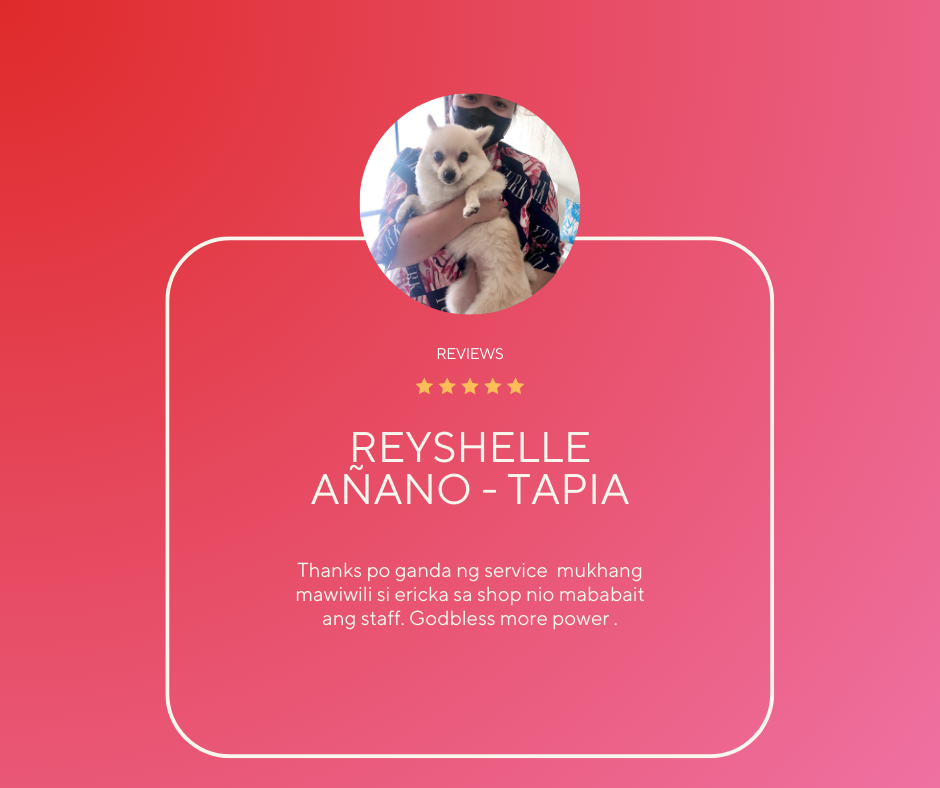 REVIEWS
REYSHELLE
AÑANO - TAPIA
Thanks po ganda ng service mukhang
mawiwili si ericka sa shop nio mababait
ang staff. Godbless more power .